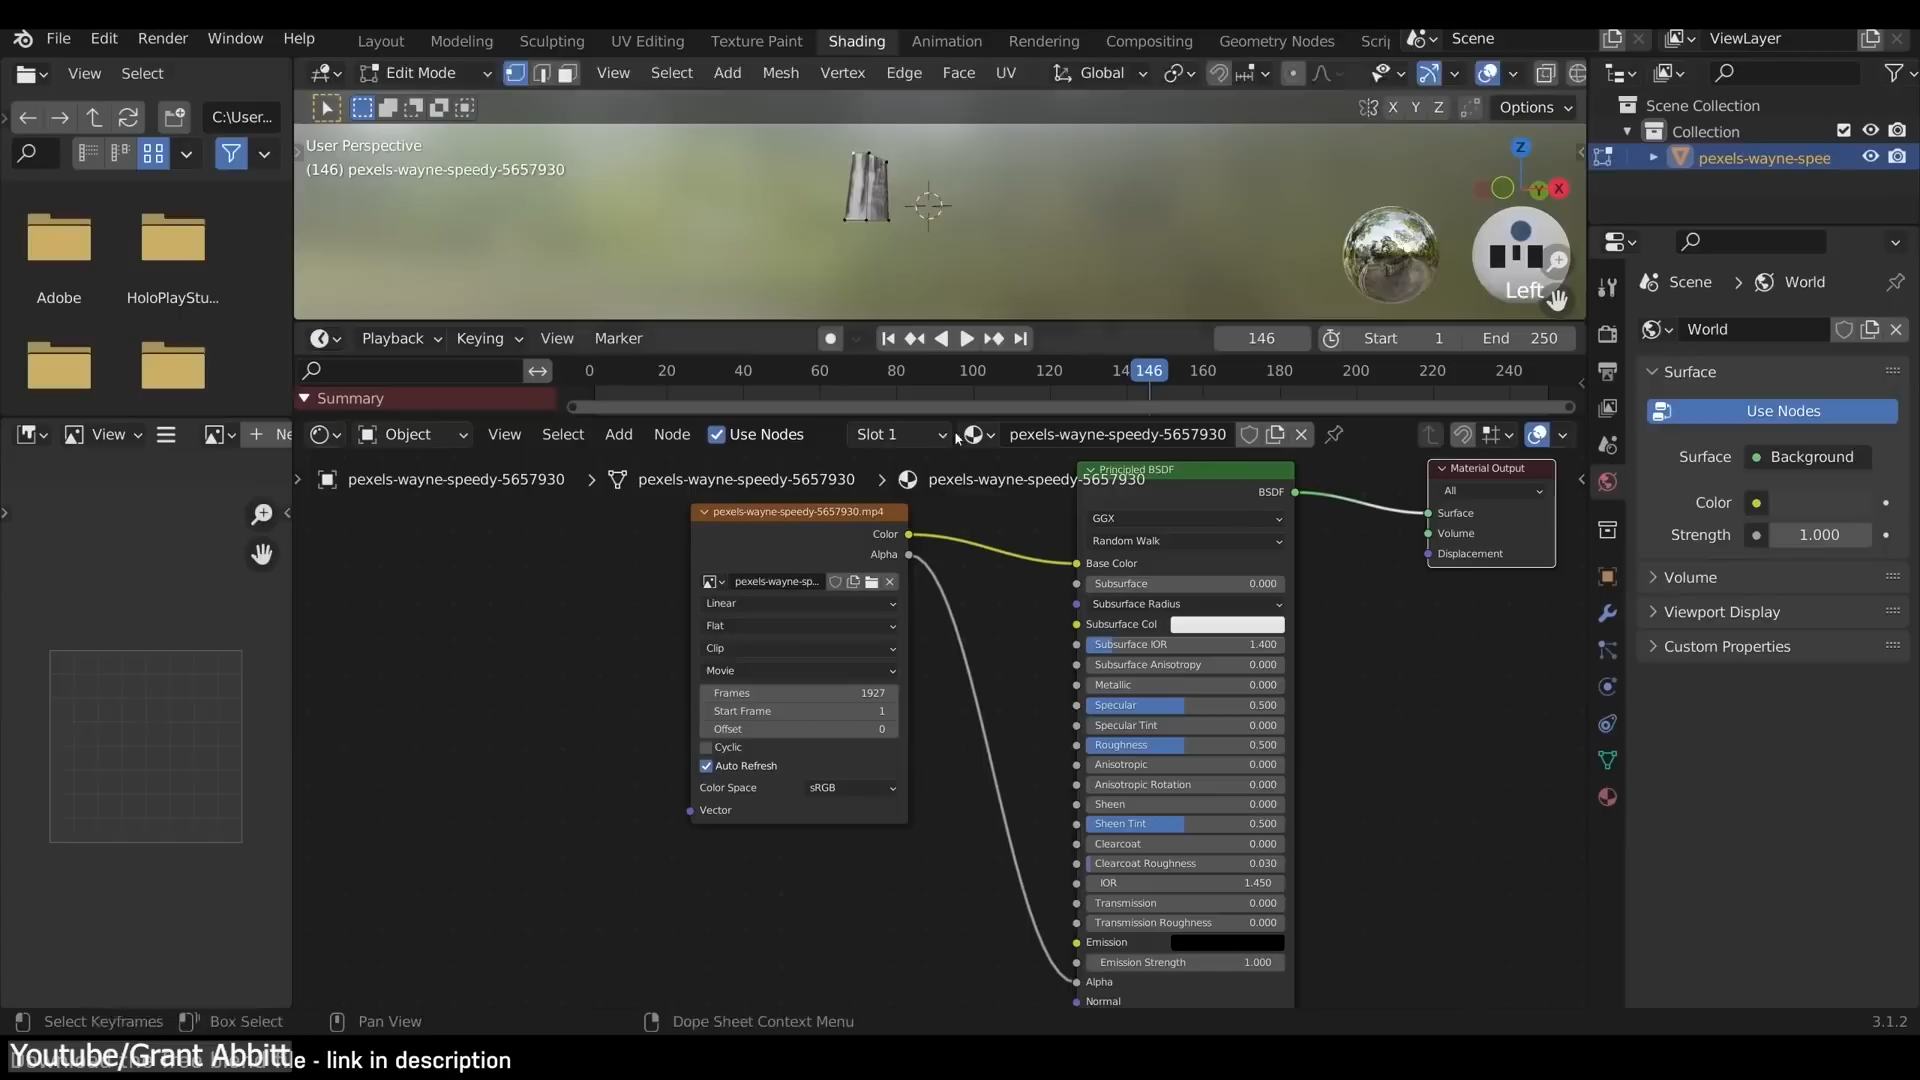 File Edit Render Window Help
Layout Modeling Sculpting UV Editing Texture Paint Shading Animation Rendering Compositing Geometry Nodes Scrip
Scene
ViewLayer
View Select
Edit Mode
View Select Add Mesh Vertex Edge Face UV
Global
C:\User...
X Y Z
Options
Scene Collection
Collection
pexels-wayne-spee
User Perspective
(146) pexels-wayne-speedy-5657930
Z
Y
X
Left
Adobe
HoloPlayStu...
Scene > World
World
Playback Keying View Marker
146
Start 1
End 250
0 20 40 60 80 100 120 14 146 160 180 200 220 240
Summary
Surface
Use Nodes
Surface Background
Color
Strength 1.000
Volume
Viewport Display
Custom Properties
View
Ne
Object
View Select Add Node
Use Nodes
Slot 1
pexels-wayne-speedy-5657930
pexels-wayne-speedy-5657930 > pexels-wayne-speedy-5657930 > pexels-wayne-speedy-5657930
pexels-wayne-speedy-5657930.mp4
Color
Alpha
pexels-wayne-sp...
Linear
Flat
Clip
Movie
Frames 1927
Start Frame 1
Offset 0
Cyclic
Auto Refresh
Color Space sRGB
Vector
Principled BSDF
BSDF
GGX
Random Walk
Base Color
Subsurface 0.000
Subsurface Radius
Subsurface Col
Subsurface IOR 1.400
Subsurface Anisotropy 0.000
Metallic 0.000
Specular 0.500
Specular Tint 0.000
Roughness 0.500
Anisotropic 0.000
Anisotropic Rotation 0.000
Sheen 0.000
Sheen Tint 0.500
Clearcoat 0.000
Clearcoat Roughness 0.030
IOR 1.450
Transmission 0.000
Transmission Roughness 0.000
Emission
Emission Strength 1.000
Alpha
Normal
Material Output
All
Surface
Volume
Displacement
Select Keyframes
Box Select
Pan View
Dope Sheet Context Menu
3.1.2
Youtube/Grant Abbitt
- link in description